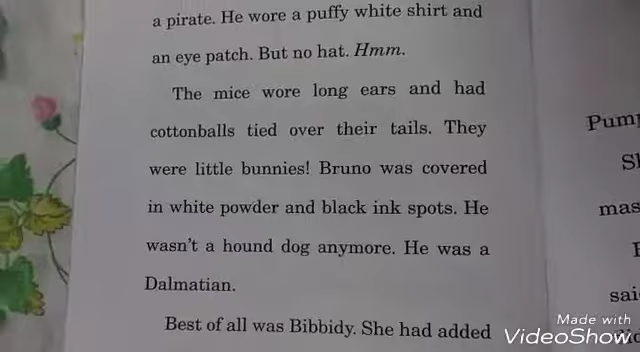 a pirate. He wore a puffy white shirt and
an eye patch. But no hat. Hmm.
The mice wore long ears and had
cottonballs tied over their tails. They
were little bunnies! Bruno was covered
in white powder and black ink spots. He
wasn't a hound dog anymore. He was a
Dalmatian.
Best of all was Bibbidy. She had added
Made with
VideoShow